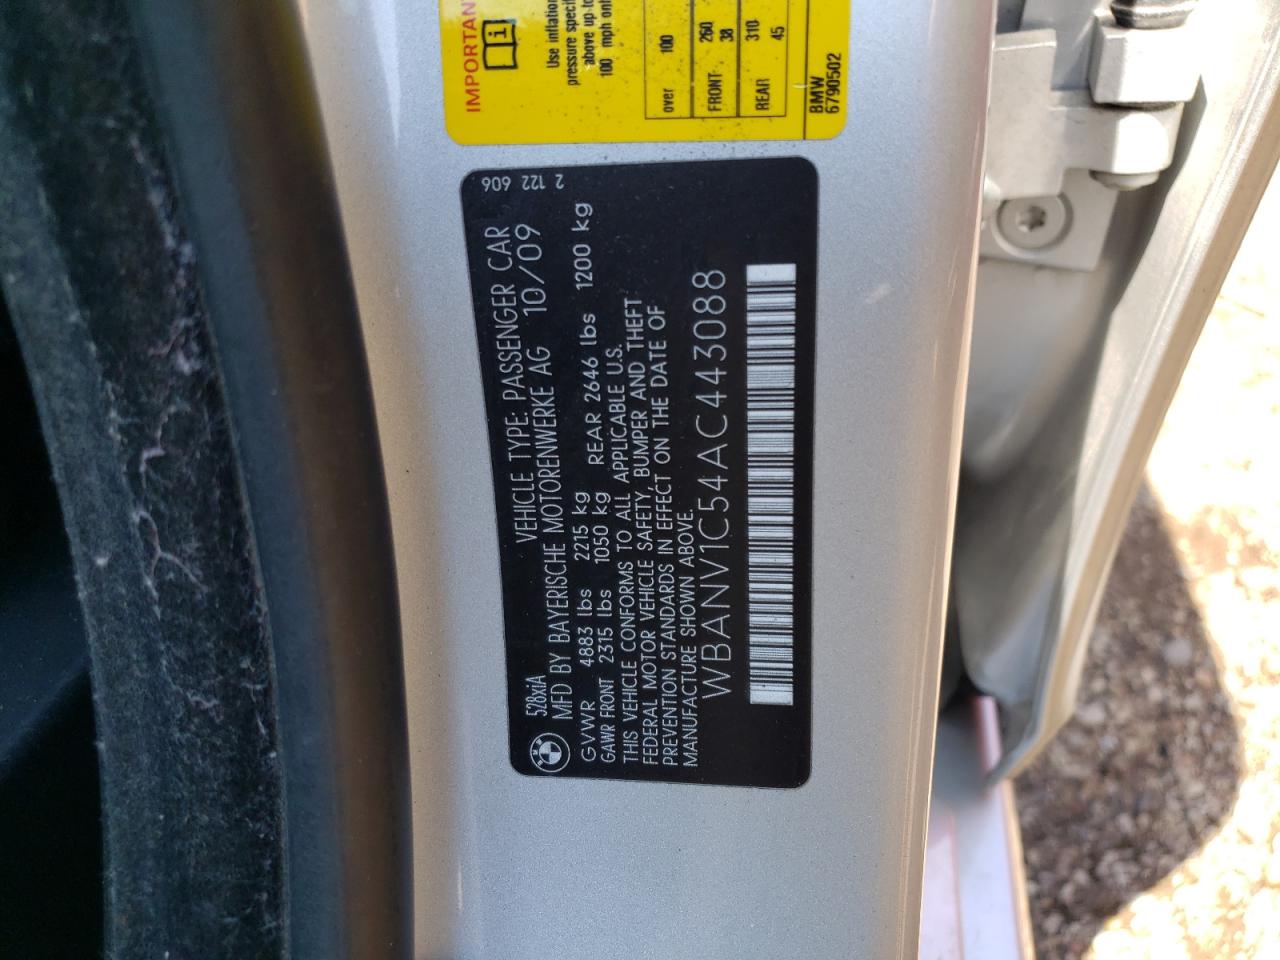 528xiA
VEHICLE TYPE: PASSENGER CAR
MFD BY BAYERISCHE MOTORENWERKE AG 10/09
GVWR 4883 lbs 2215 kg
GAWR FRONT 2315 lbs 1050 kg REAR 2646 lbs 1200 kg
THIS VEHICLE CONFORMS TO ALL APPLICABLE U.S.
FEDERAL MOTOR VEHICLE SAFETY, BUMPER AND THEFT
PREVENTION STANDARDS IN EFFECT ON THE DATE OF
MANUFACTURE SHOWN ABOVE.
WBANV1C54AC443088
2 122 606
IMPORTAN
Use inflation
pressure specif
above up-to
100 mph onl
over 100
FRONT 260 38
REAR 310 45
BMW
6790502